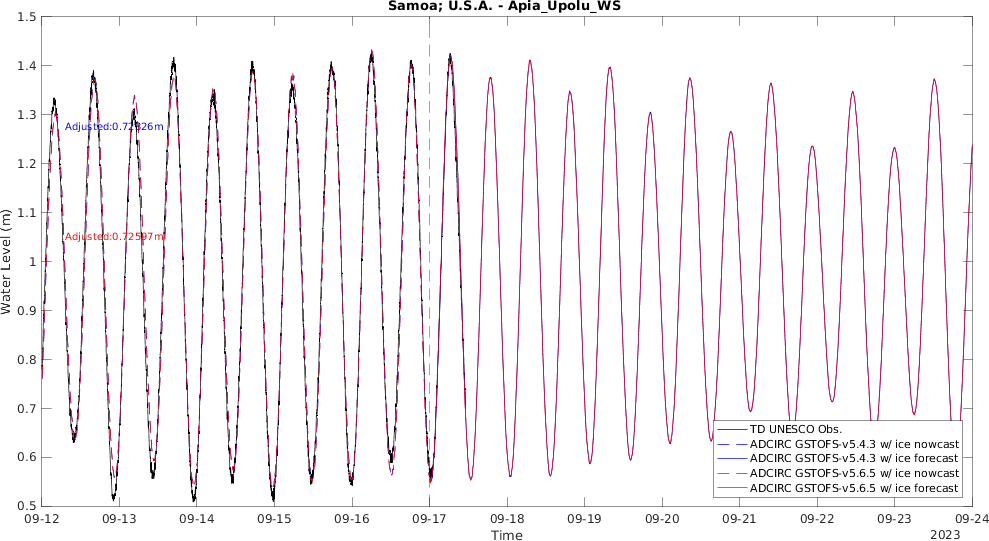 Samoa; U.S.A. - Apia_Upolu_WS
1.5
1.4
1.3
1.2
1.1
1
0.9
0.8
0.7
0.6
0.5
Water Level (m)
Adjusted:0.72826m
Adjusted:0.72597m
TD UNESCO Obs.
ADCIRC GSTOFS-v5.4.3 w/ ice nowcast
ADCIRC GSTOFS-v5.4.3 w/ ice forecast
ADCIRC GSTOFS-v5.6.5 w/ ice nowcast
ADCIRC GSTOFS-v5.6.5 w/ ice forecast
09-12 09-13 09-14 09-15 09-16 09-17 09-18 09-19 09-20 09-21 09-22 09-23 09-24
Time
2023